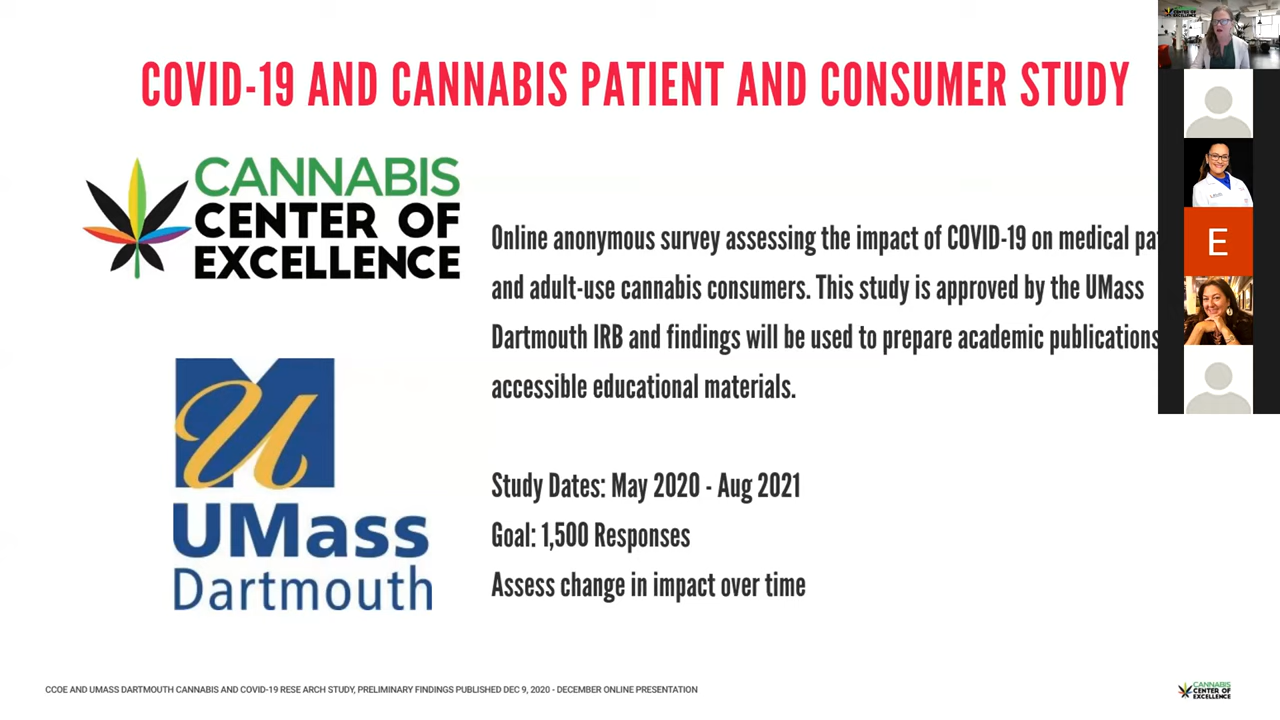 COVID-19 AND CANNABIS PATIENT AND CONSUMER STUDY
CANNABIS
CENTER OF
EXCELLENCE
Online anonymous survey assessing the impact of COVID-19 on medical
and adult-use cannabis consumers. This study is approved by the UMass
Dartmouth IRB and findings will be used to prepare academic publications
accessible educational materials.
U
UMass
Dartmouth
Study Dates: May 2020 - Aug 2021
Goal: 1,500 Responses
Assess change in impact over time
E
CENTER OF
EXCELLENCE
CCOE AND UMASS DARTMOUTH CANNABIS AND COVID-19 RESE ARCH STUDY, PRELIMINARY FINDINGS PUBLISHED DEC 9, 2020 - DECEMBER ONLINE PRESENTATION
CANNABIS
CENTER OF
EXCELLENCE